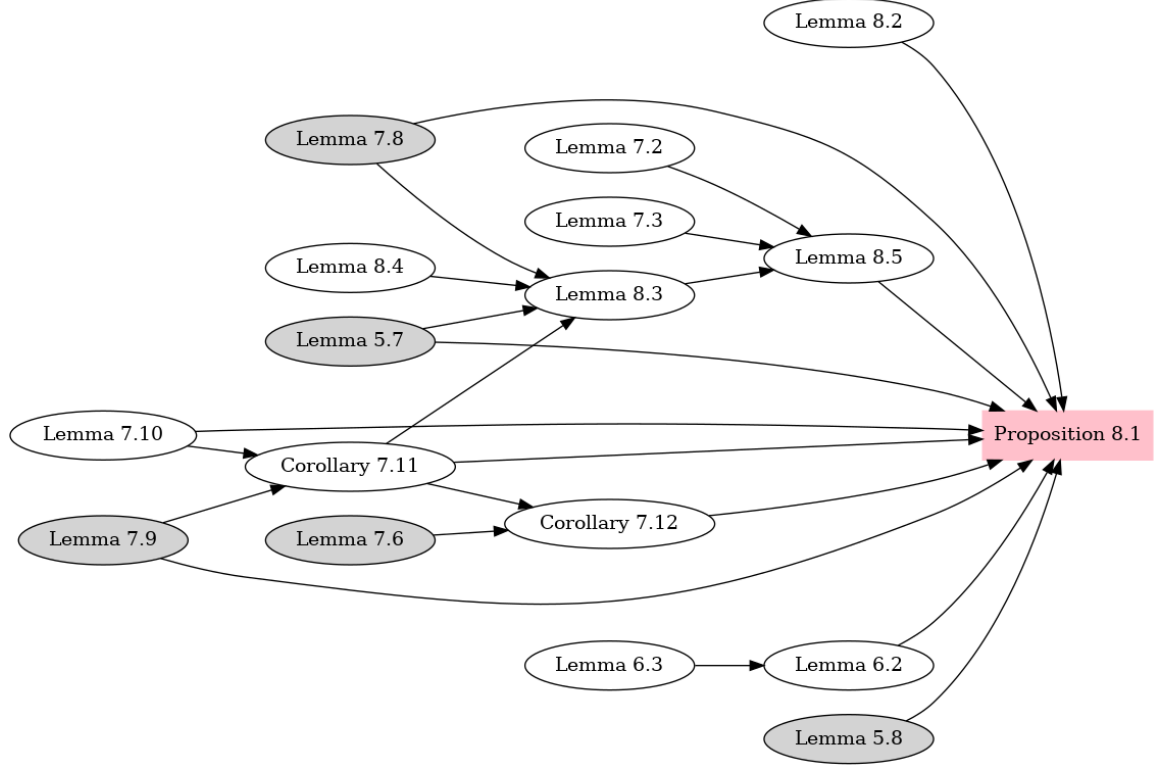 Lemma 8.2
Lemma 7.8
Lemma 7.2
Lemma 7.3
Lemma 8.5
Lemma 8.4
Lemma 8.3
Lemma 5.7
Lemma 7.10
Proposition 8.1
Corollary 7.11
Corollary 7.12
Lemma 7.9
Lemma 7.6
Lemma 6.3
Lemma 6.2
Lemma 5.8